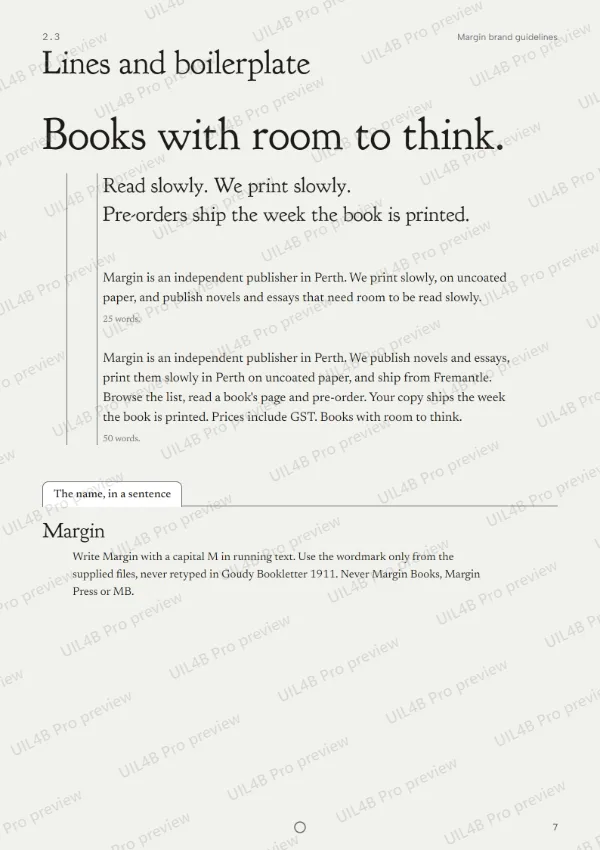 2.3
Margin brand guidelines
Lines and boilerplate
Books with room to think.
Read slowly. We print slowly.
Pre-orders ship the week the book is printed.
Margin is an independent publisher in Perth. We print slowly, on uncoated
paper, and publish novels and essays that need room to be read slowly.
25 words.
Margin is an independent publisher in Perth. We publish novels and essays,
print them slowly in Perth on uncoated paper, and ship from Fremantle.
Browse the list, read a book's page and pre-order. Your copy ships the week
the book is printed. Prices include GST. Books with room to think.
50 words.
The name, in a sentence
Margin
Write Margin with a capital M in running text. Use the wordmark only from the
supplied files, never retyped in Goudy Bookletter 1911. Never Margin Books, Margin
Press or MB.
7
UIL4B Pro preview